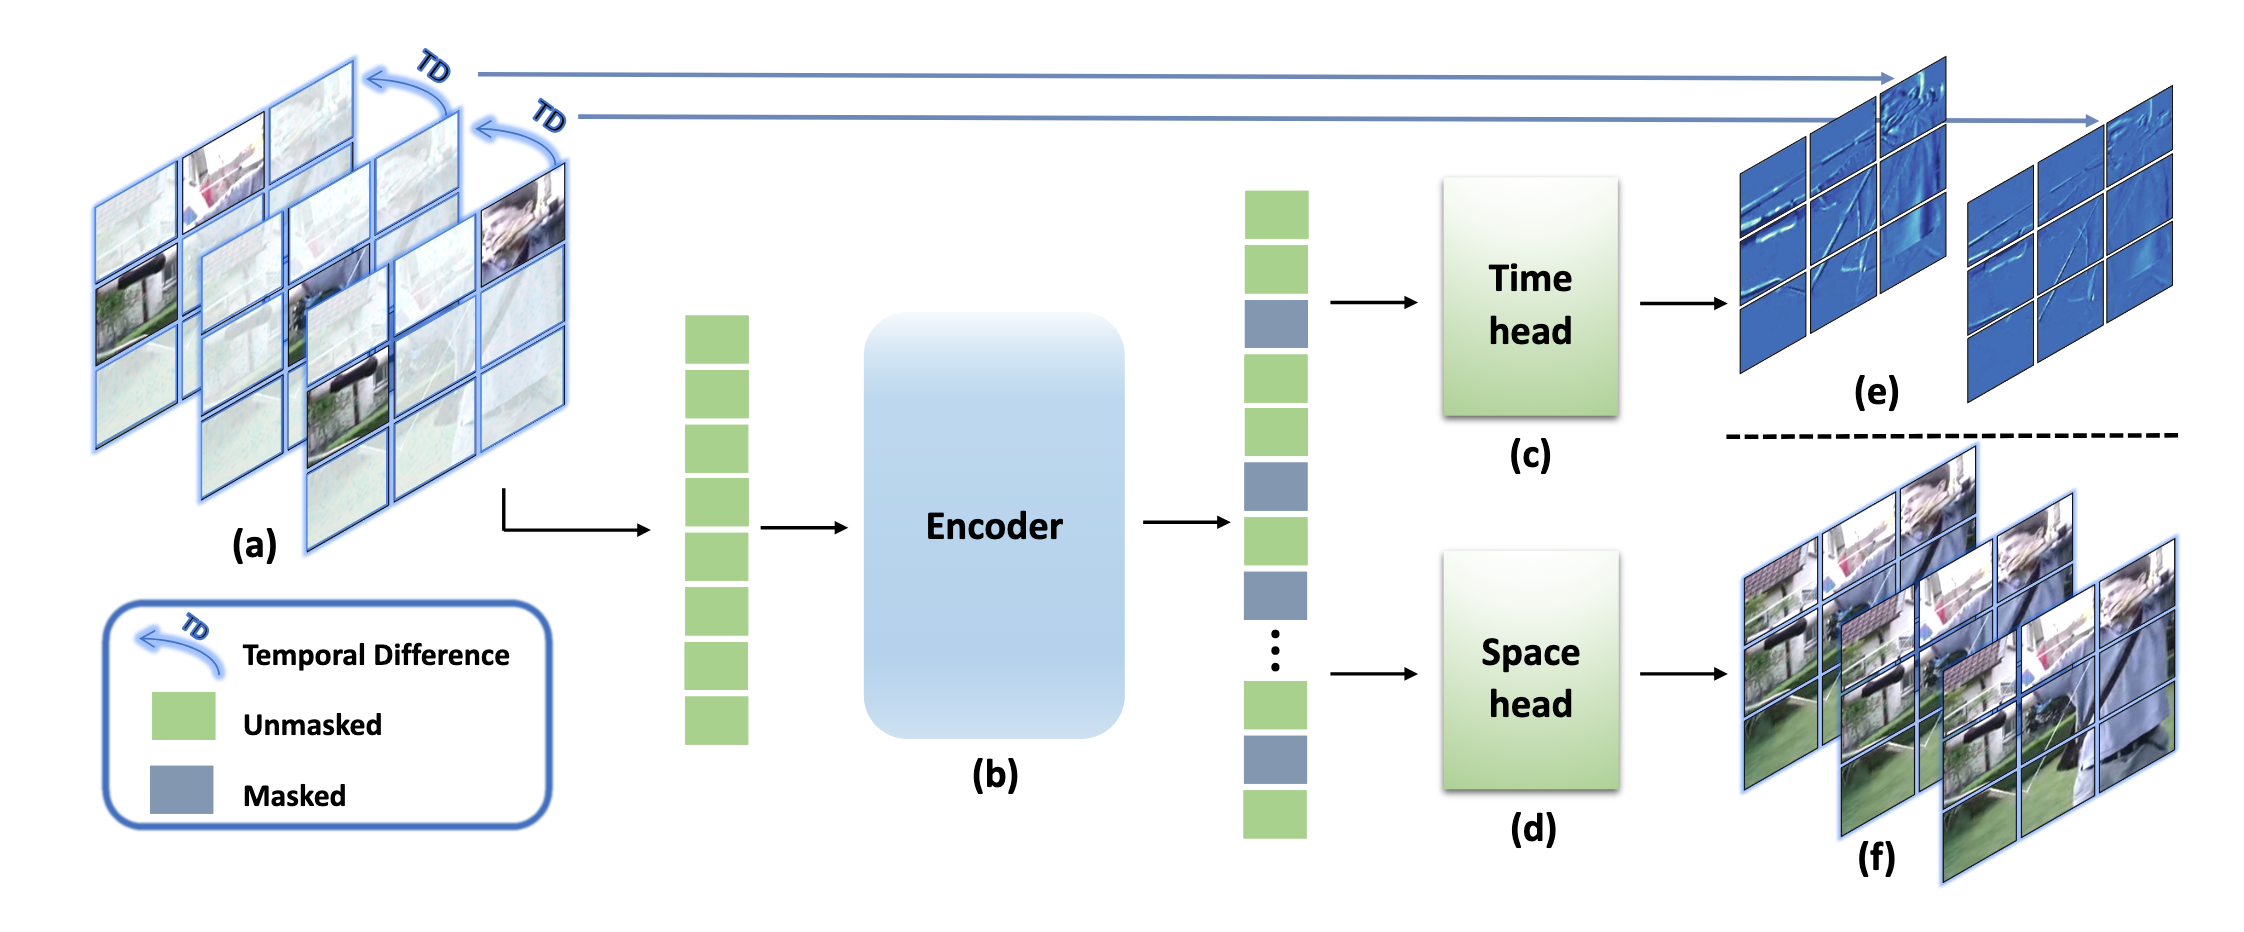 TD
TD
(a)
TD
Temporal Difference
Unmasked
Masked
Encoder
(b)
Time
head
(c)
Space
head
(d)
(e)
(f)